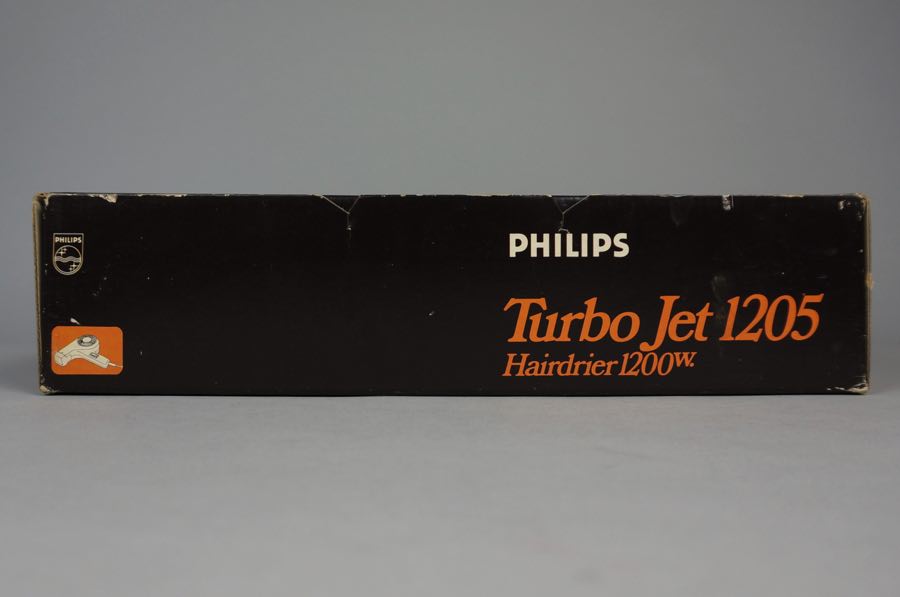 PHILIPS
PHILIPS
Turbo Jet 1205
Hairdrier 1200W.